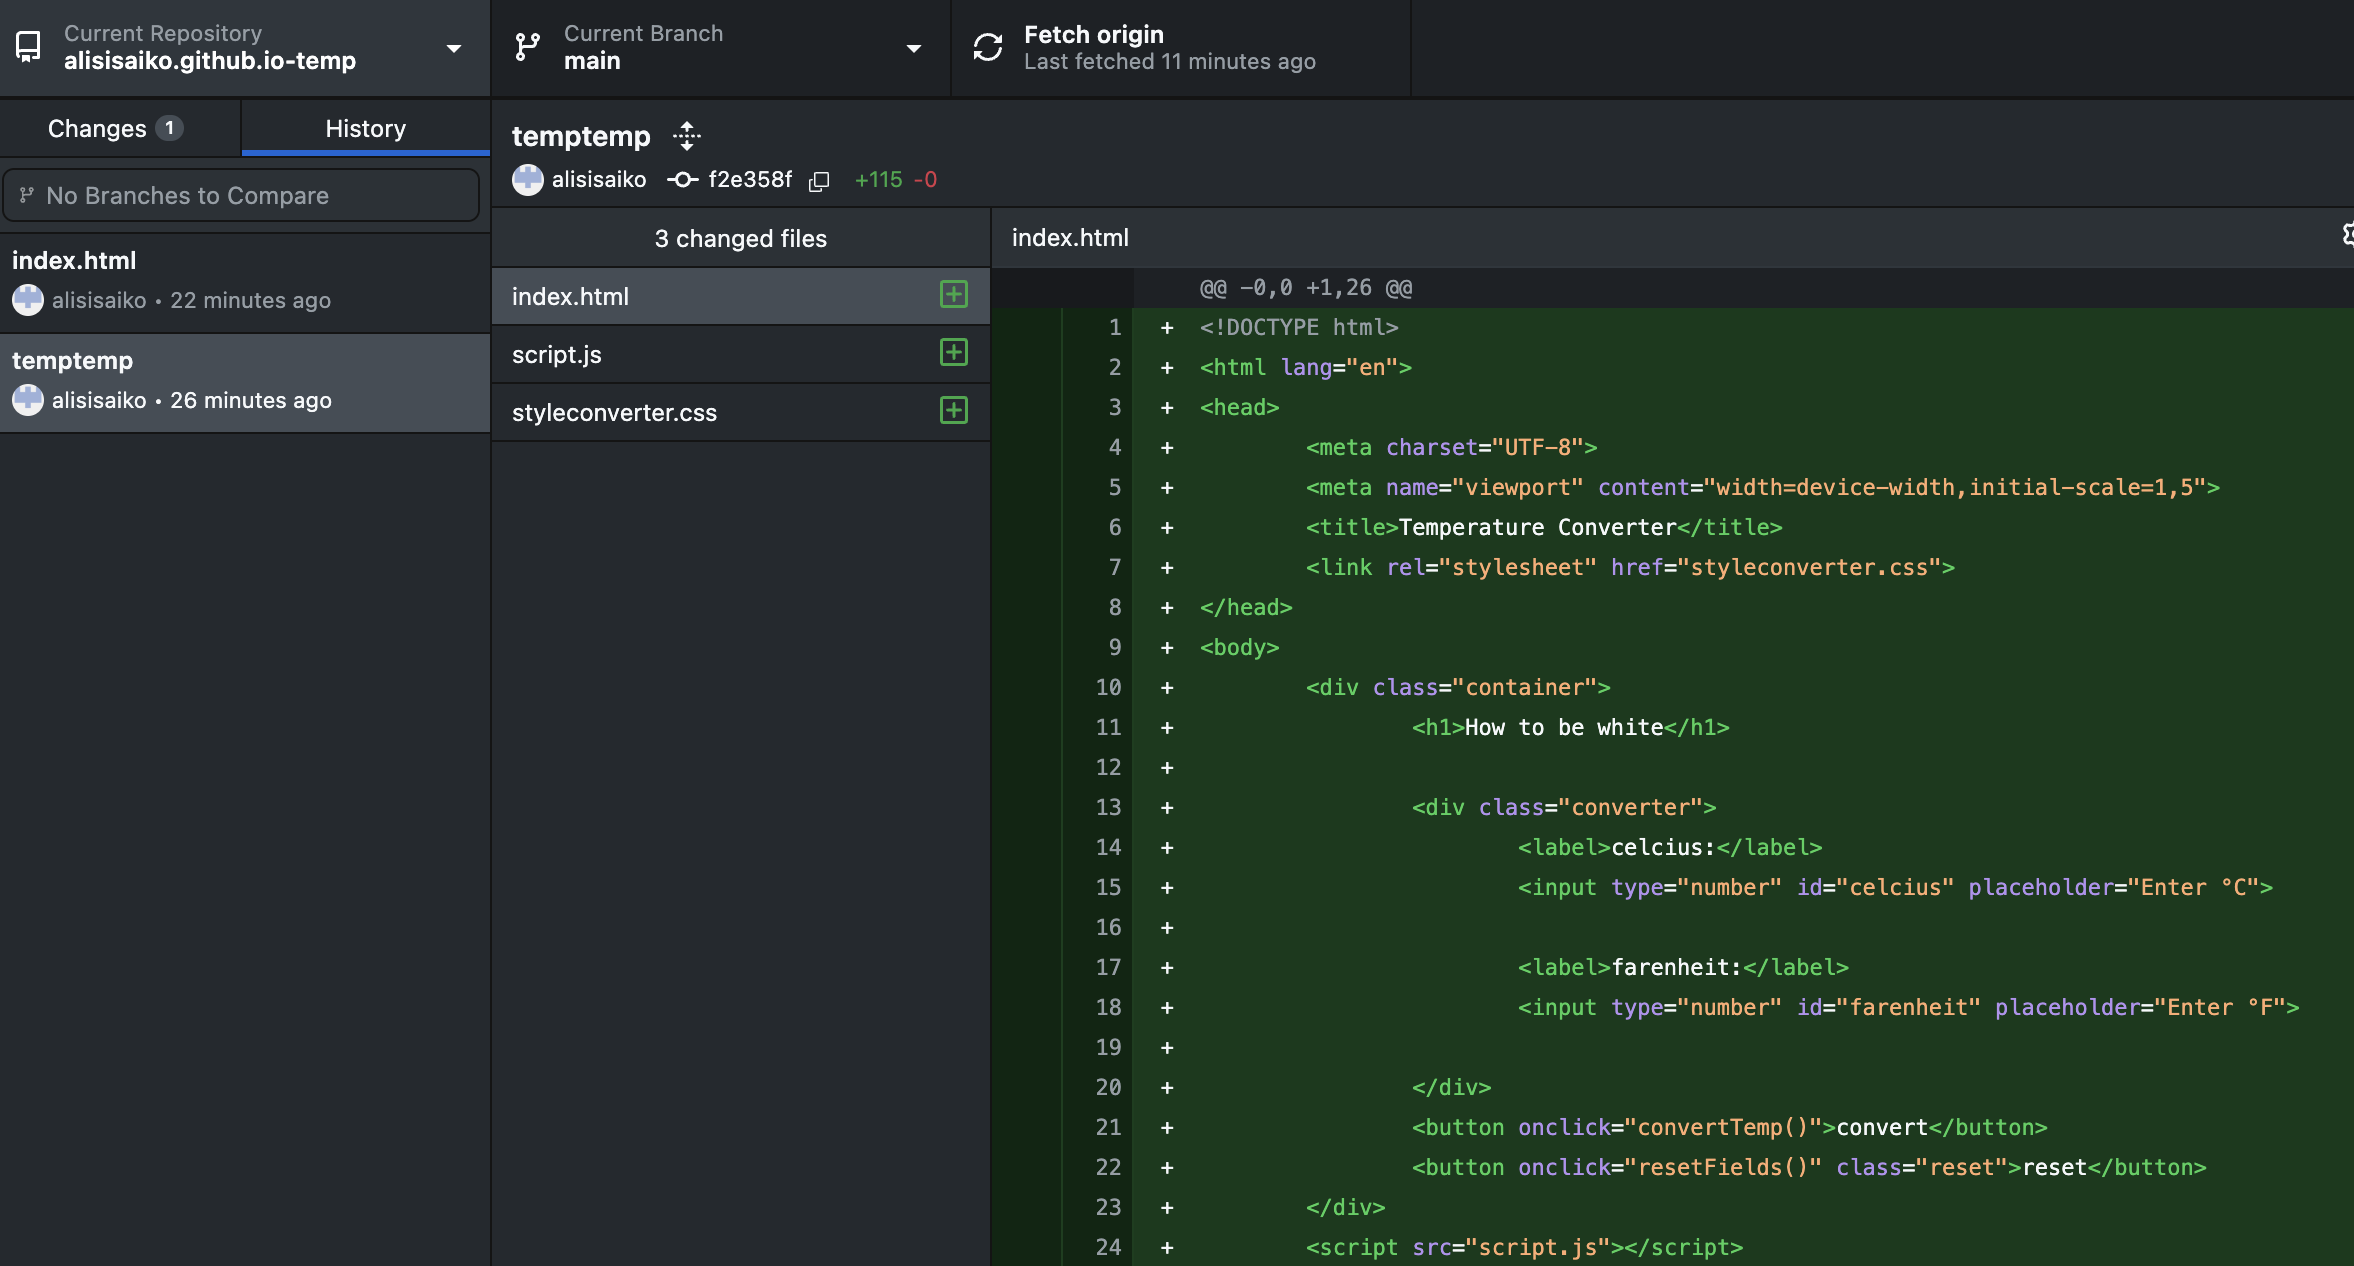 Current Repository
alisisaiko.github.io-temp
Current Branch
main
Fetch origin
Last fetched 11 minutes ago
Changes 1
History
No Branches to Compare
index.html
alisisaiko • 22 minutes ago
temptemp
alisisaiko • 26 minutes ago
temptemp
alisisaiko f2e358f +115 -0
3 changed files
index.html
script.js
styleconverter.css
index.html
@@ -0,0 +1,26 @@
1 + <!DOCTYPE html>
2 + <html lang="en">
3 + <head>
4 + <meta charset="UTF-8">
5 + <meta name="viewport" content="width=device-width,initial-scale=1,5">
6 + <title>Temperature Converter</title>
7 + <link rel="stylesheet" href="styleconverter.css">
8 + </head>
9 + <body>
10 + <div class="container">
11 + <h1>How to be white</h1>
12 +
13 + <div class="converter">
14 + <label>celcius:</label>
15 + <input type="number" id="celcius" placeholder="Enter °C">
16 +
17 + <label>farenheit:</label>
18 + <input type="number" id="farenheit" placeholder="Enter °F">
19 +
20 + </div>
21 + <button onclick="convertTemp()">convert</button>
22 + <button onclick="resetFields()" class="reset">reset</button>
23 + </div>
24 + <script src="script.js"></script>